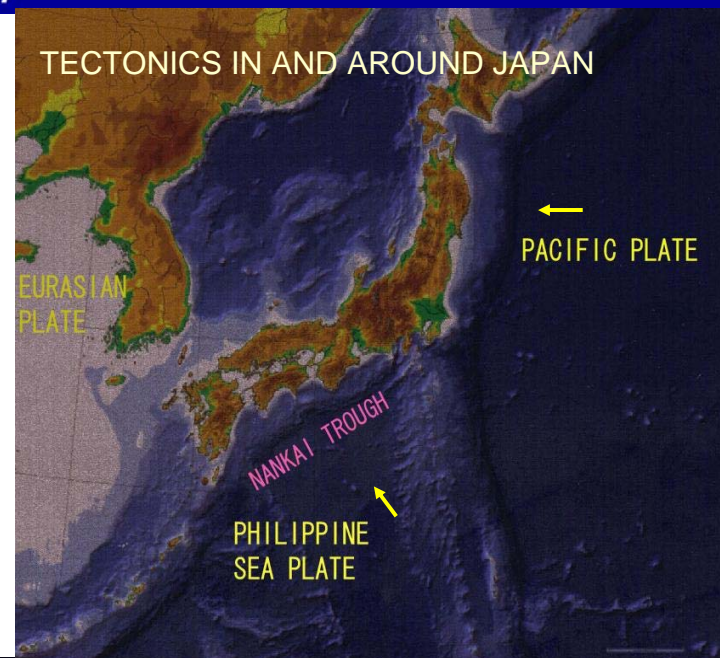 TECTONICS IN AND AROUND JAPAN
PACIFIC PLATE
EURASIAN
PLATE
NANKAI TROUGH
PHILIPPINE
SEA PLATE